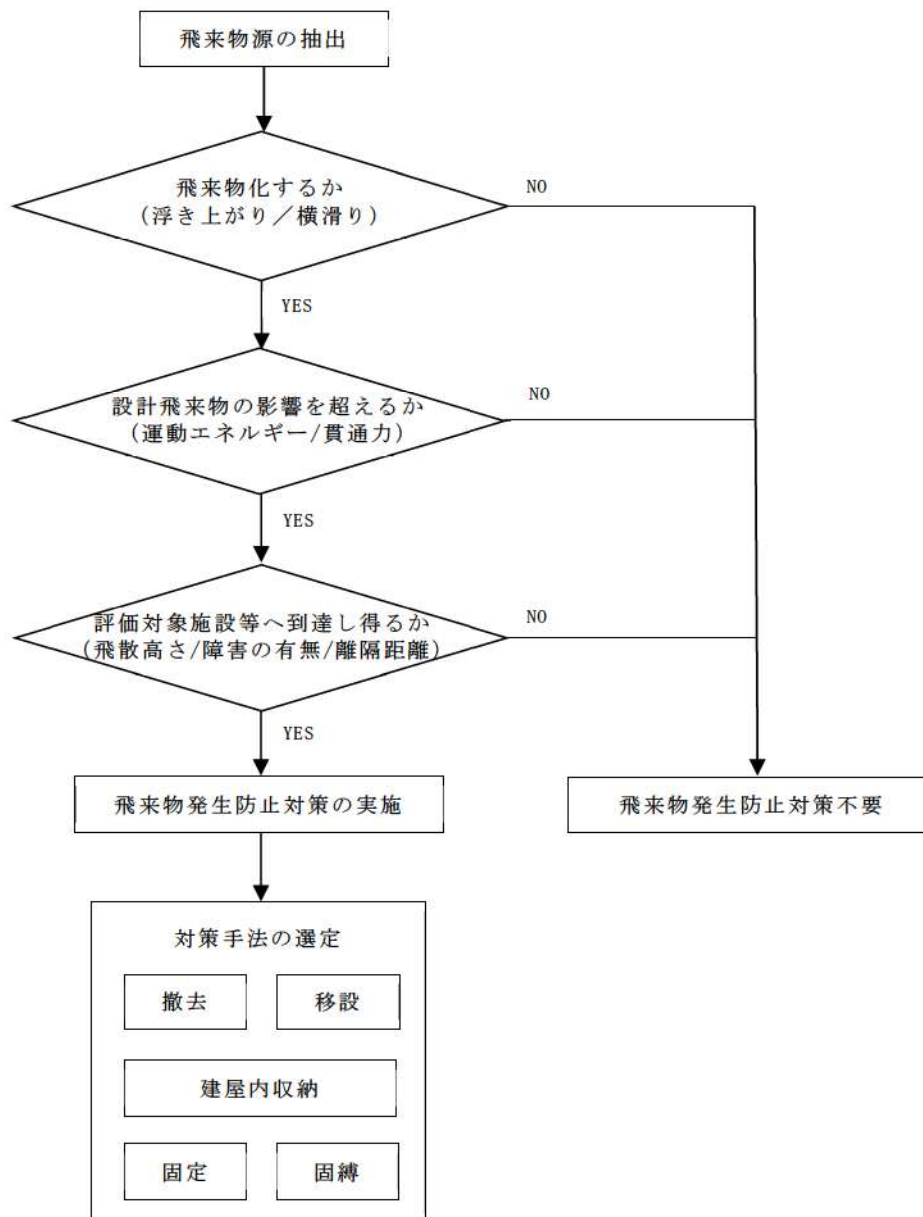 飛来物源の抽出
飛来物化するか
（浮き上がり／横滑り）
NO
YES
設計飛来物の影響を超えるか
（運動エネルギー/貫通力）
NO
YES
評価対象施設等へ到達し得るか
（飛散高さ/障害の有無/離隔距離）
NO
YES
飛来物発生防止対策の実施
飛来物発生防止対策不要
対策手法の選定
撤去
移設
建屋内収納
固定
固縛